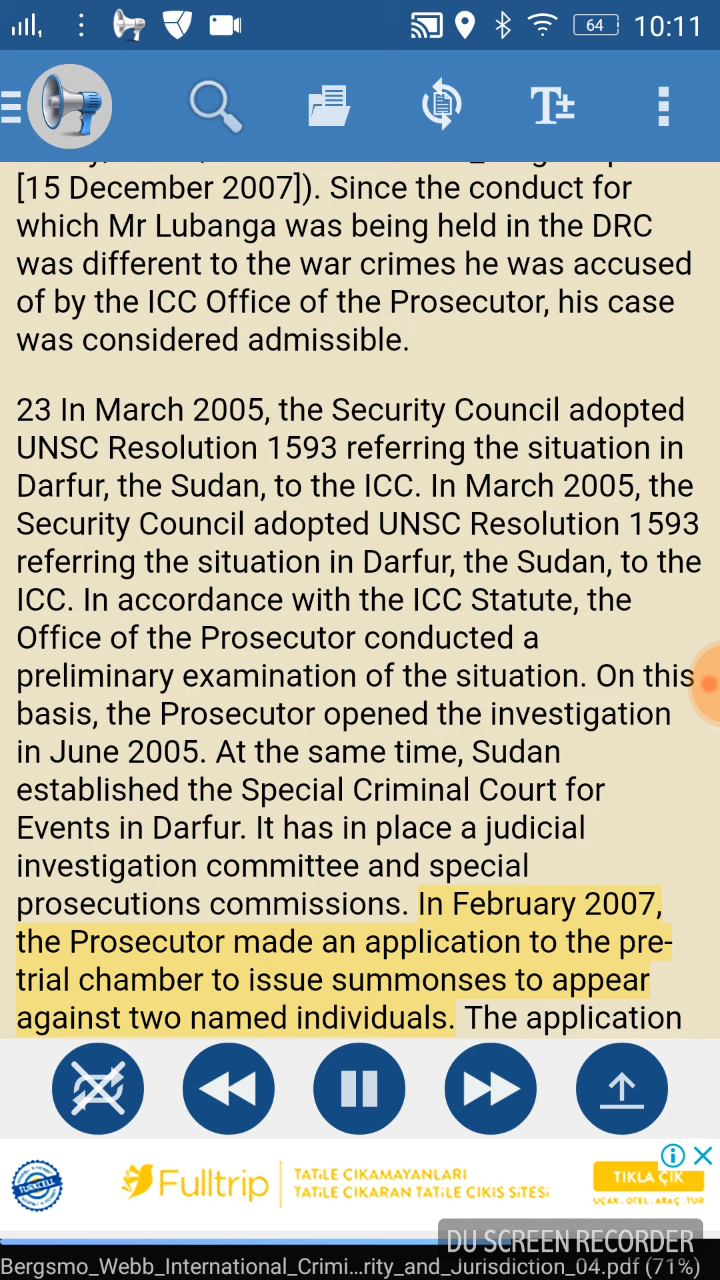 64 10:11
T±
[15 December 2007]). Since the conduct for
which Mr Lubanga was being held in the DRC
was different to the war crimes he was accused
of by the ICC Office of the Prosecutor, his case
was considered admissible.
23 In March 2005, the Security Council adopted
UNSC Resolution 1593 referring the situation in
Darfur, the Sudan, to the ICC. In March 2005, the
Security Council adopted UNSC Resolution 1593
referring the situation in Darfur, the Sudan, to the
ICC. In accordance with the ICC Statute, the
Office of the Prosecutor conducted a
preliminary examination of the situation. On this
basis, the Prosecutor opened the investigation
in June 2005. At the same time, Sudan
established the Special Criminal Court for
Events in Darfur. It has in place a judicial
investigation committee and special
prosecutions commissions. In February 2007,
the Prosecutor made an application to the pre-
trial chamber to issue summonses to appear
against two named individuals. The application
TURKCELL
Fulltrip
TATiLE ÇIKAMAYANLARI
TATiLE ÇIKARAN TATiLE ÇIKIŞ SiTESi
TIKLA ÇIK
UÇAK . OTEL . ARAÇ . TUR
DU SCREEN RECORDER
Bergsmo_Webb_International_Crimi...rity_and_Jurisdiction_04.pdf (71%)